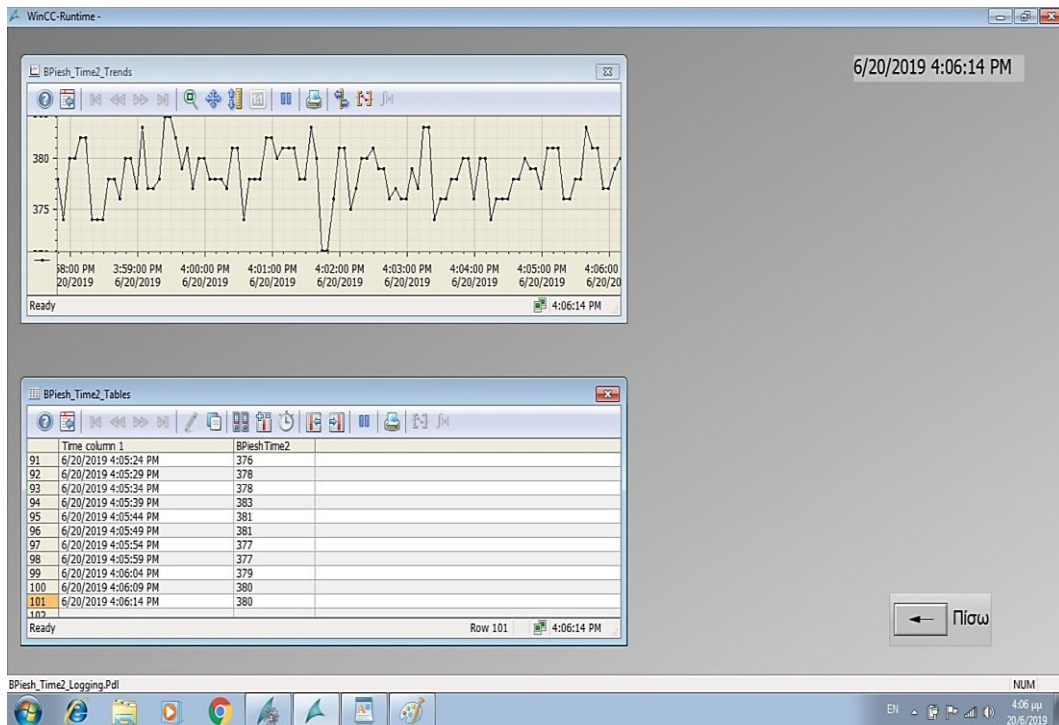 WinCC-Runtime -
6/20/2019 4:06:14 PM
BPiesh_Time2_Trends
380
375
58:00 PM 3:59:00 PM 4:00:00 PM 4:01:00 PM 4:02:00 PM 4:03:00 PM 4:04:00 PM 4:05:00 PM 4:06:00
20/2019 6/20/2019 6/20/2019 6/20/2019 6/20/2019 6/20/2019 6/20/2019 6/20/2019 6/20/20
Ready 4:06:14 PM
BPiesh_Time2_Tables
Time column 1 BPieshTime2
91 6/20/2019 4:05:24 PM 376
92 6/20/2019 4:05:29 PM 378
93 6/20/2019 4:05:34 PM 378
94 6/20/2019 4:05:39 PM 383
95 6/20/2019 4:05:44 PM 381
96 6/20/2019 4:05:49 PM 381
97 6/20/2019 4:05:54 PM 377
98 6/20/2019 4:05:59 PM 377
99 6/20/2019 4:06:04 PM 379
100 6/20/2019 4:06:09 PM 380
101 6/20/2019 4:06:14 PM 380
102
Ready Row 101 4:06:14 PM
Πίσω
BPiesh_Time2_Logging.Pdl NUM
EN 4:06 μμ
20/6/2019